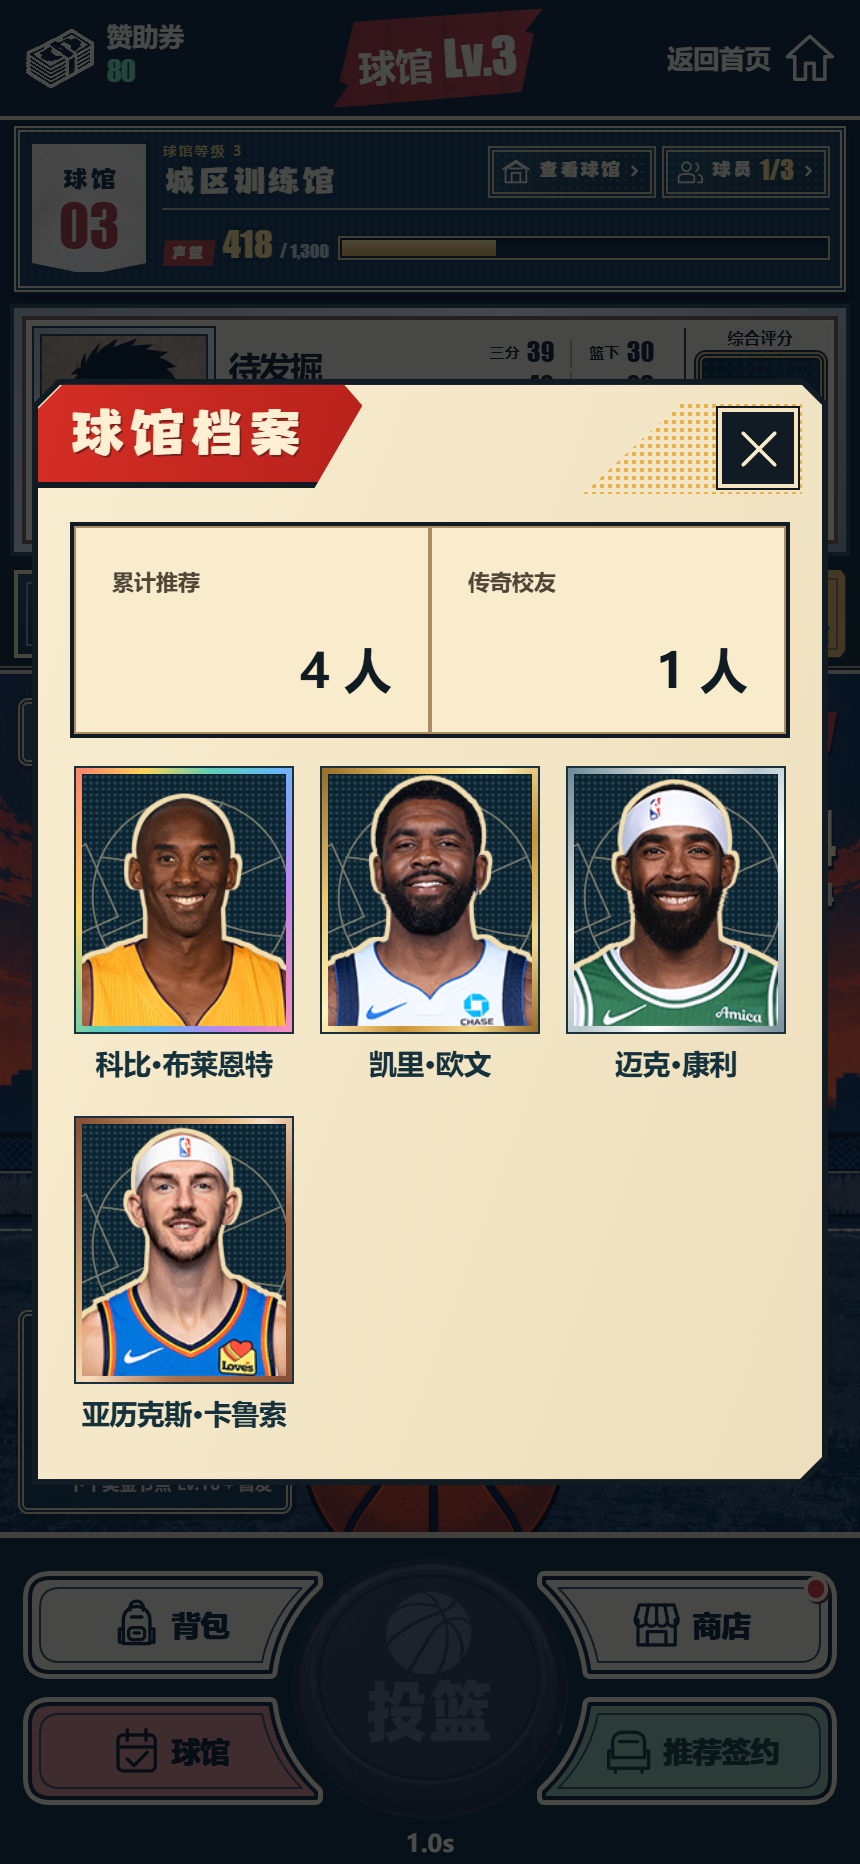 赞助券
80
球馆 Lv.3
返回首页
球馆
03
球馆等级 3
城区训练馆
查看球馆 ›
球员 1/3 ›
声望 418 / 1,300
待发掘
三分 39
篮下 30
综合评分
球馆档案
累计推荐
4 人
传奇校友
1 人
CHASE
Amica
科比·布莱恩特
凯里·欧文
迈克·康利
Love's
亚历克斯·卡鲁索
背包
商店
投篮
球馆
推荐签约
1.0s